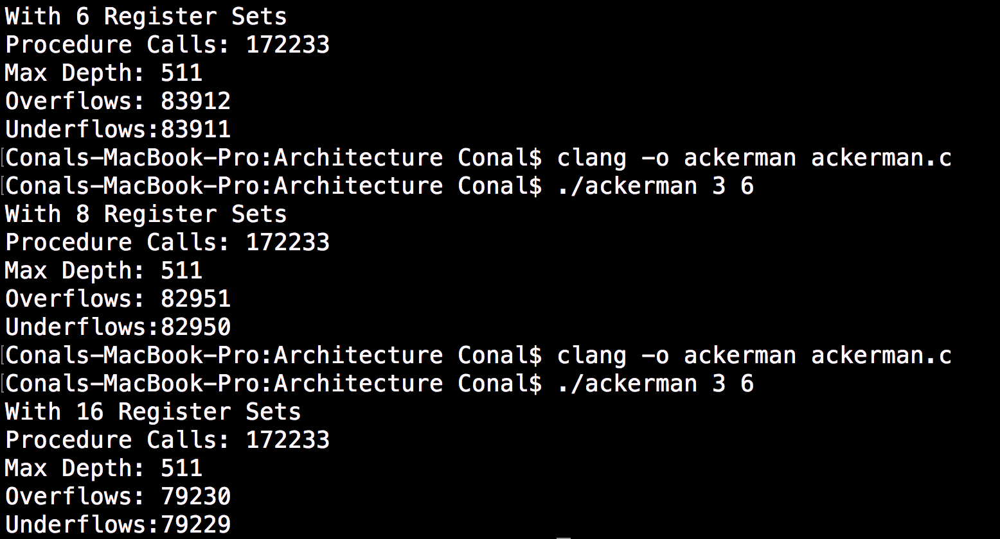 With 6 Register Sets
Procedure Calls: 172233
Max Depth: 511
Overflows: 83912
Underflows:83911
[Conals-MacBook-Pro:Architecture Conal$ clang -o ackerman ackerman.c
[Conals-MacBook-Pro:Architecture Conal$ ./ackerman 3 6
With 8 Register Sets
Procedure Calls: 172233
Max Depth: 511
Overflows: 82951
Underflows:82950
[Conals-MacBook-Pro:Architecture Conal$ clang -o ackerman ackerman.c
[Conals-MacBook-Pro:Architecture Conal$ ./ackerman 3 6
With 16 Register Sets
Procedure Calls: 172233
Max Depth: 511
Overflows: 79230
Underflows:79229